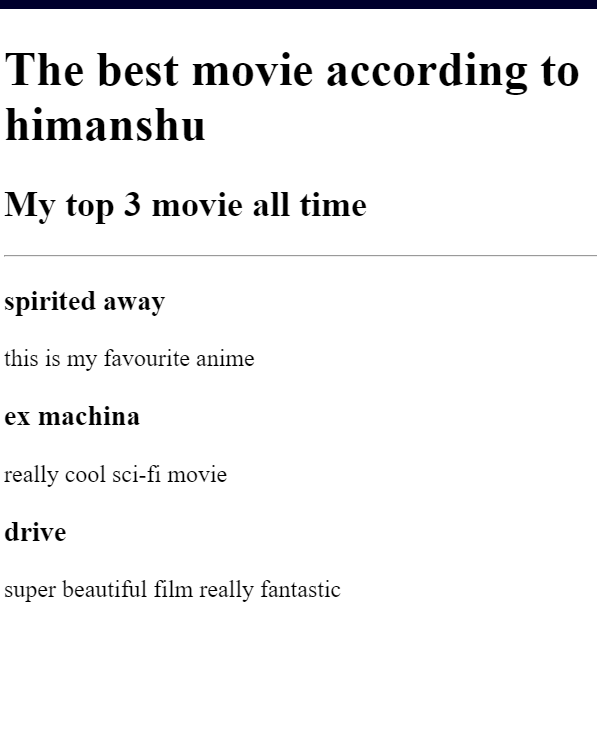 The best movie according to
himanshu
My top 3 movie all time
spirited away
this is my favourite anime
ex machina
really cool sci-fi movie
drive
super beautiful film really fantastic